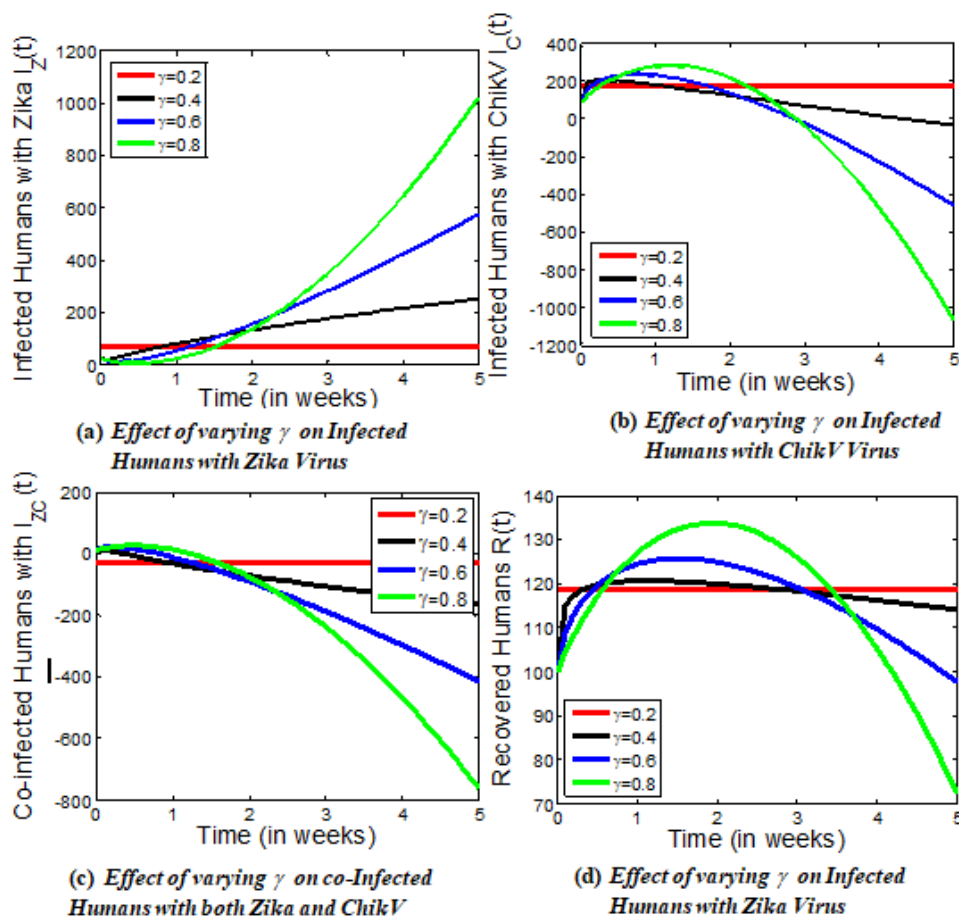 Infected Humans with Zika I_Z(t)
1200
1000
800
600
400
200
0
γ=0.2
γ=0.4
γ=0.6
γ=0.8
0 1 2 3 4 5
Time (in weeks)
(a) Effect of varying γ on Infected
Humans with Zika Virus
Infected Humans with ChikV I_C(t)
400
200
0
-200
-400
-600
-800
-1000
-1200
γ=0.2
γ=0.4
γ=0.6
γ=0.8
0 1 2 3 4 5
Time (in weeks)
(b) Effect of varying γ on Infected
Humans with ChikV Virus
Co-infected Humans with I_ZC(t)
200
0
-200
-400
-600
-800
γ=0.2
γ=0.4
γ=0.6
γ=0.8
0 1 2 3 4 5
Time (in weeks)
(c) Effect of varying γ on co-Infected
Humans with both Zika and ChikV
Recovered Humans R(t)
140
130
120
110
100
90
80
70
γ=0.2
γ=0.4
γ=0.6
γ=0.8
0 1 2 3 4 5
Time (in weeks)
(d) Effect of varying γ on Infected
Humans with Zika Virus